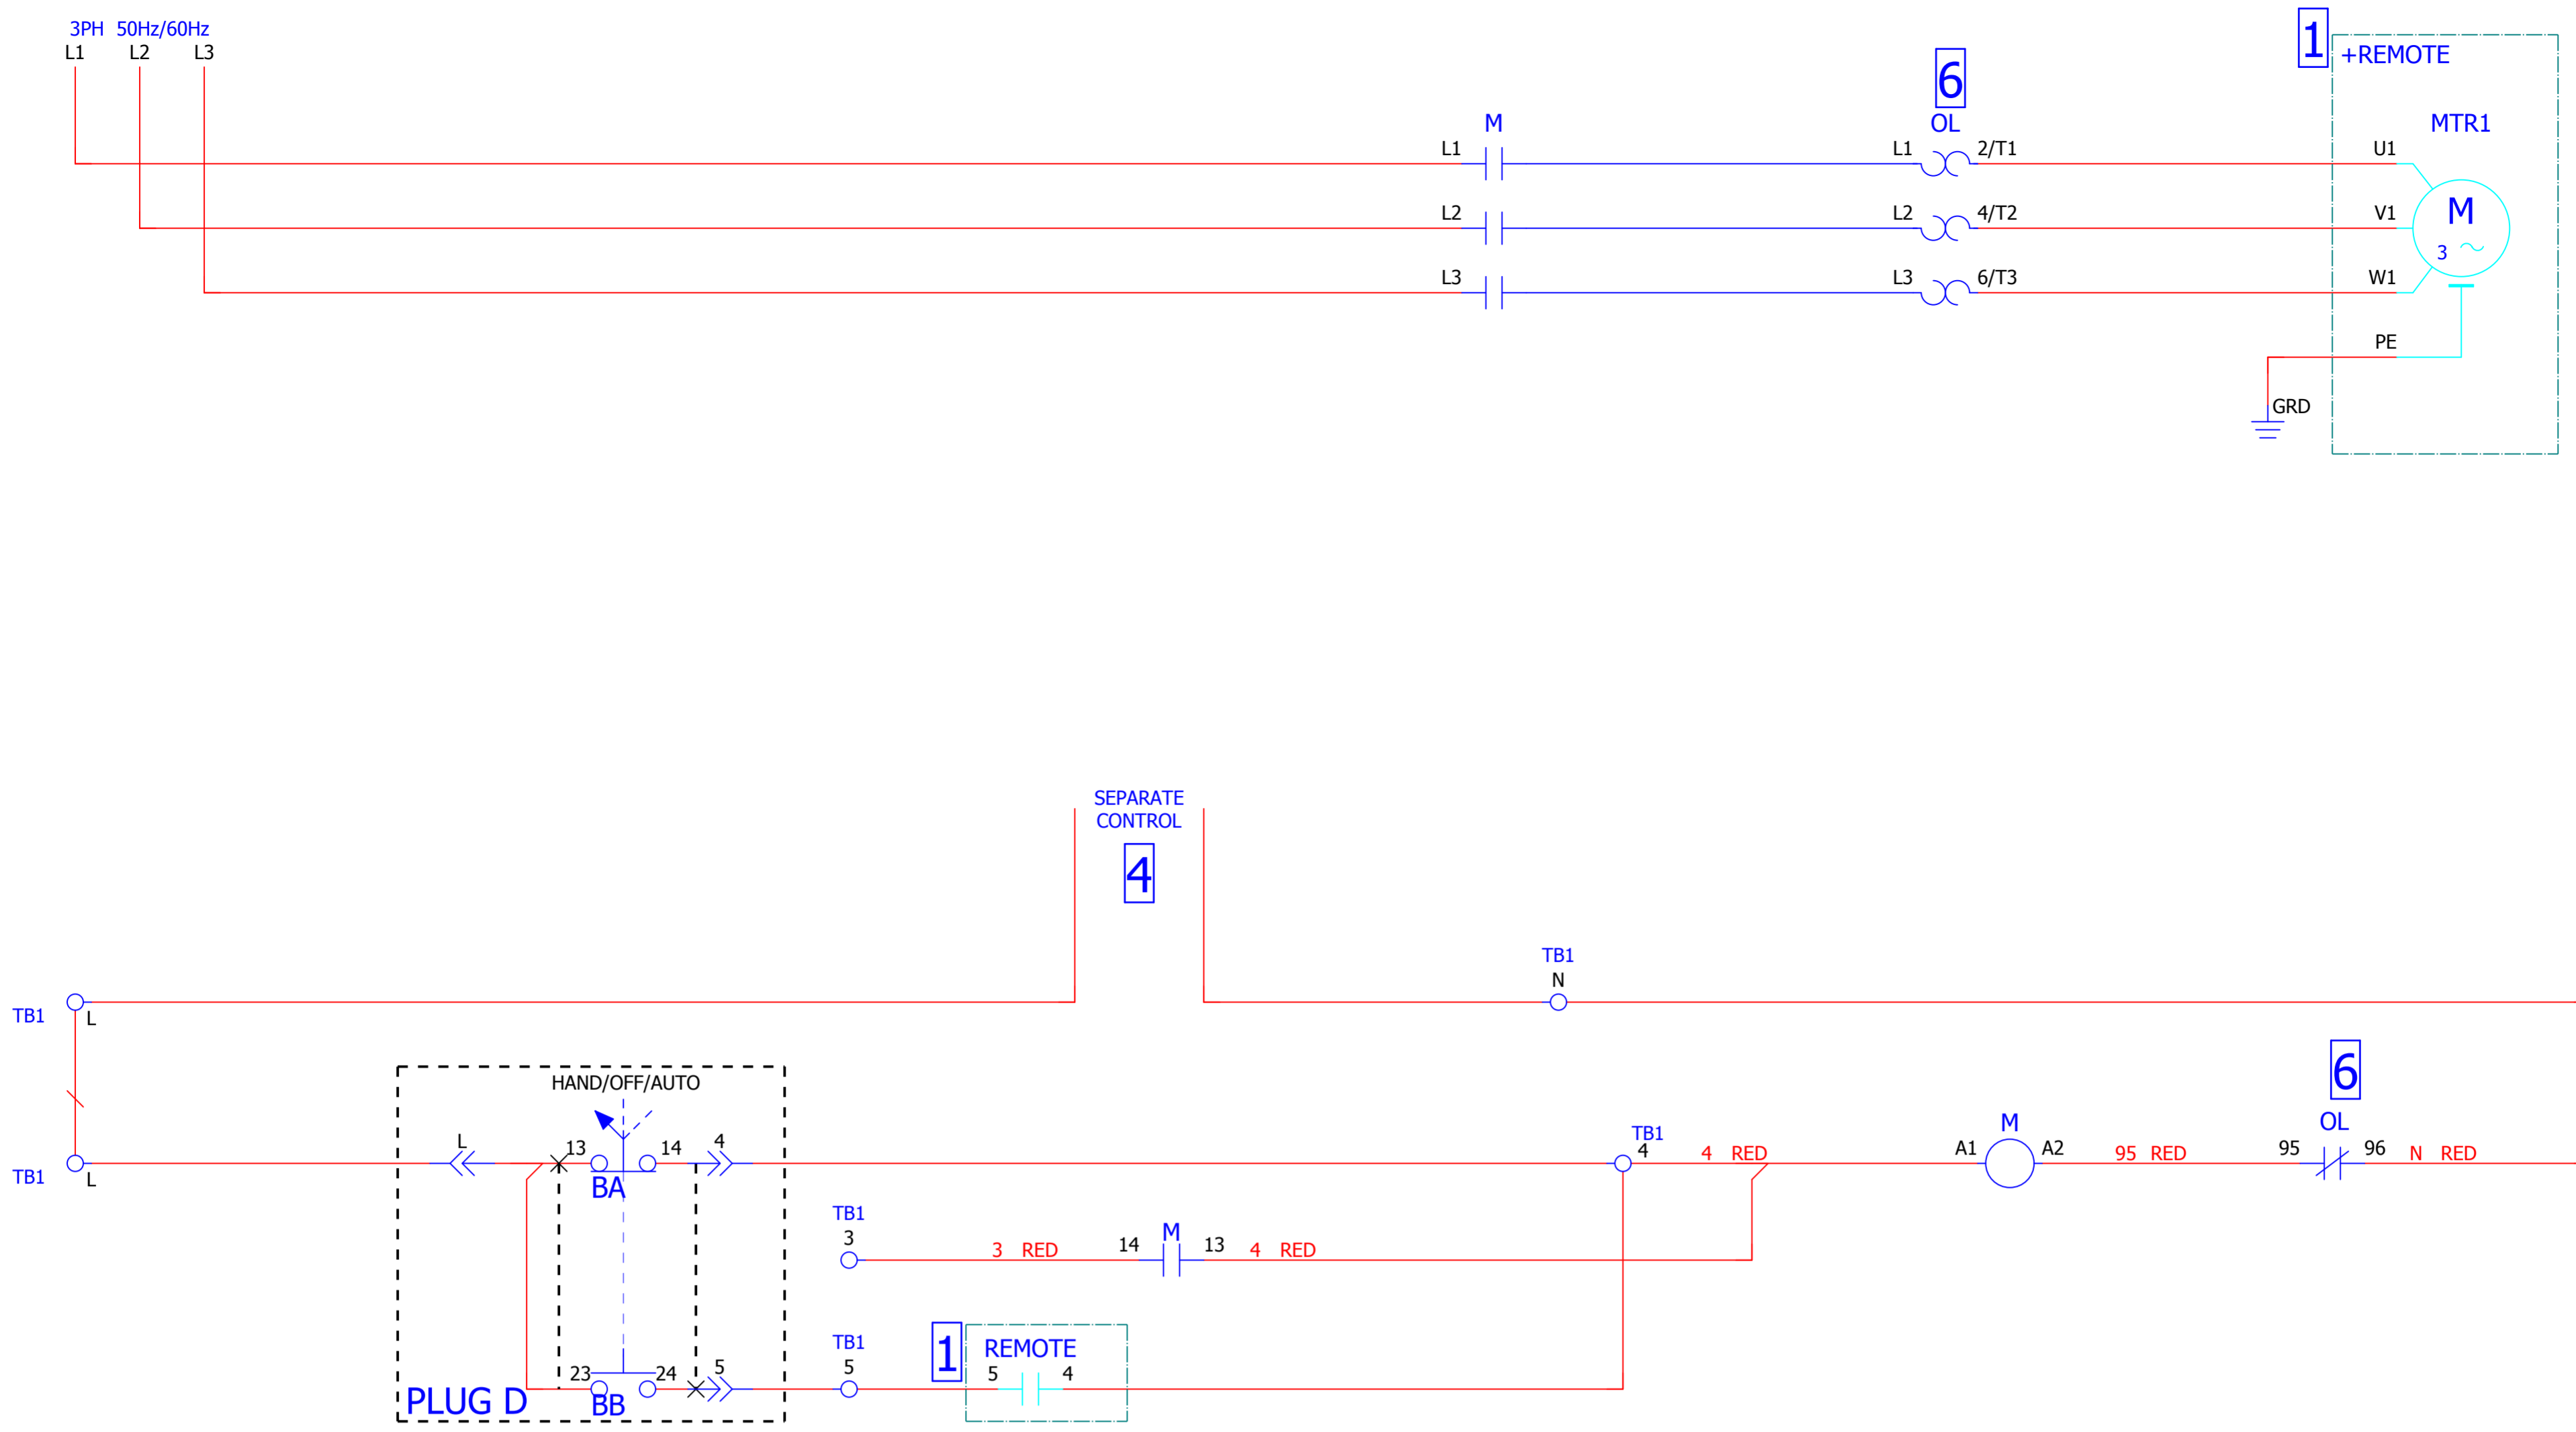 3PH 50Hz/60Hz
L1 L2 L3
1
+REMOTE
6
M
OL
MTR1
L1
L1
2/T1
U1
L2
L2
4/T2
V1
M
3
L3
L3
6/T3
W1
PE
GRD
SEPARATE
CONTROL
4
TB1
N
TB1
L
HAND/OFF/AUTO
6
OL
M
TB1
4
L
13
14
4
4 RED
A1
A2
95 RED
95
96
N RED
TB1
L
BA
TB1
3
3 RED
14
M
13
4 RED
TB1
5
1
REMOTE
5
4
23
24
5
PLUG D
BB